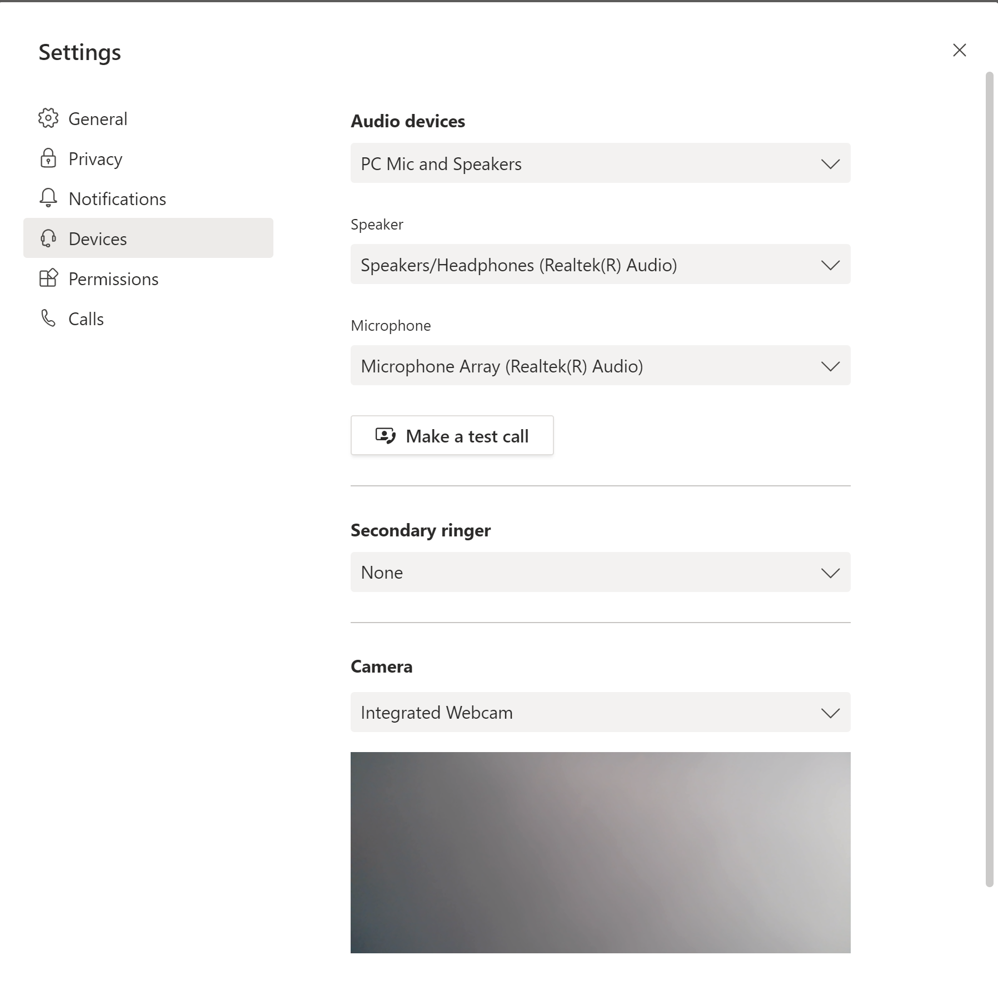 Settings
General
Privacy
Notifications
Devices
Permissions
Calls
Audio devices
PC Mic and Speakers
Speaker
Speakers/Headphones (Realtek(R) Audio)
Microphone
Microphone Array (Realtek(R) Audio)
Make a test call
Secondary ringer
None
Camera
Integrated Webcam